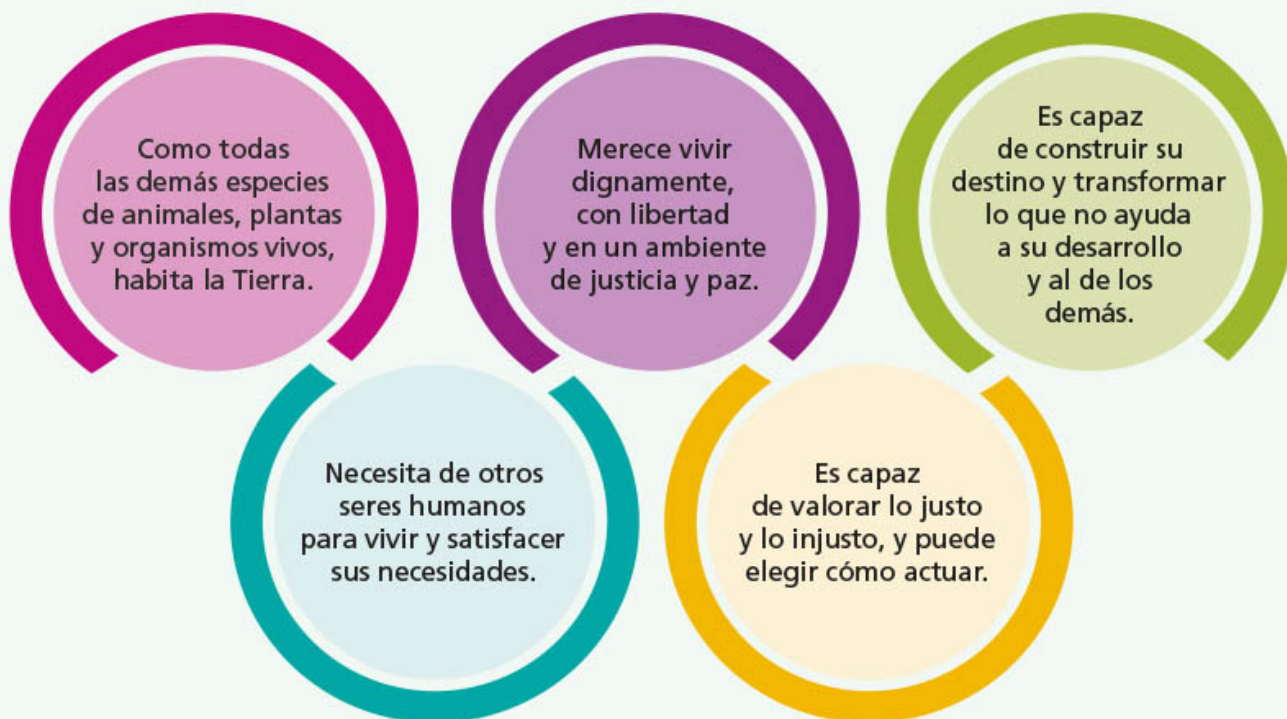 Como todas
las demás especies
de animales, plantas
y organismos vivos,
habita la Tierra.
Merece vivir
dignamente,
con libertad
y en un ambiente
de justicia y paz.
Es capaz
de construir su
destino y transformar
lo que no ayuda
a su desarrollo
y al de los
demás.
Necesita de otros
seres humanos
para vivir y satisfacer
sus necesidades.
Es capaz
de valorar lo justo
y lo injusto, y puede
elegir cómo actuar.